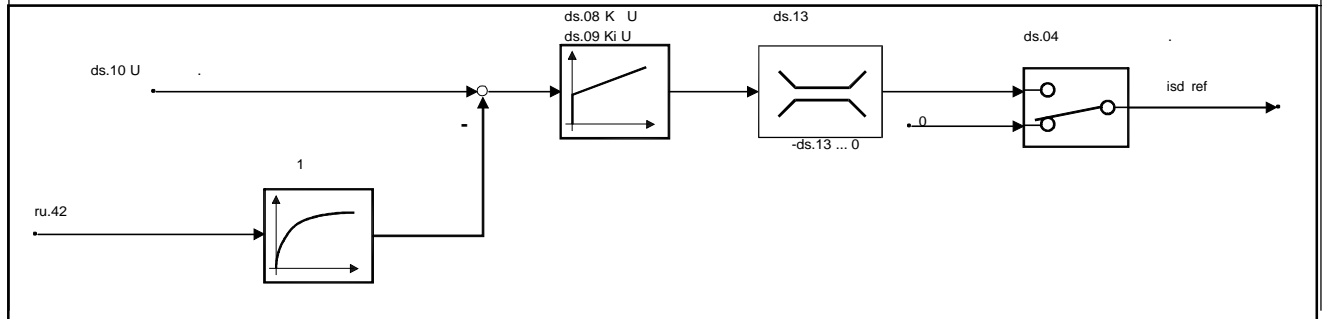 ds.08 K U
ds.13
ds.09 Ki U
ds.04 .
ds.10 U .
isd ref
0
-
-ds.13 ... 0
1
ru.42